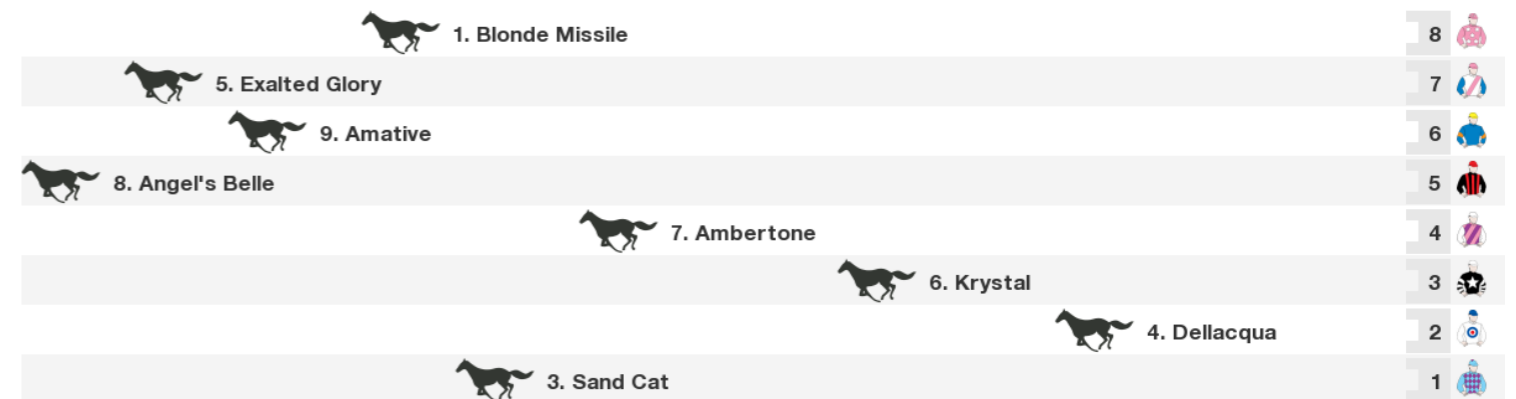 1. Blonde Missile 8
5. Exalted Glory 7
9. Amative 6
8. Angel's Belle 5
7. Ambertone 4
6. Krystal 3
4. Dellacqua 2
3. Sand Cat 1